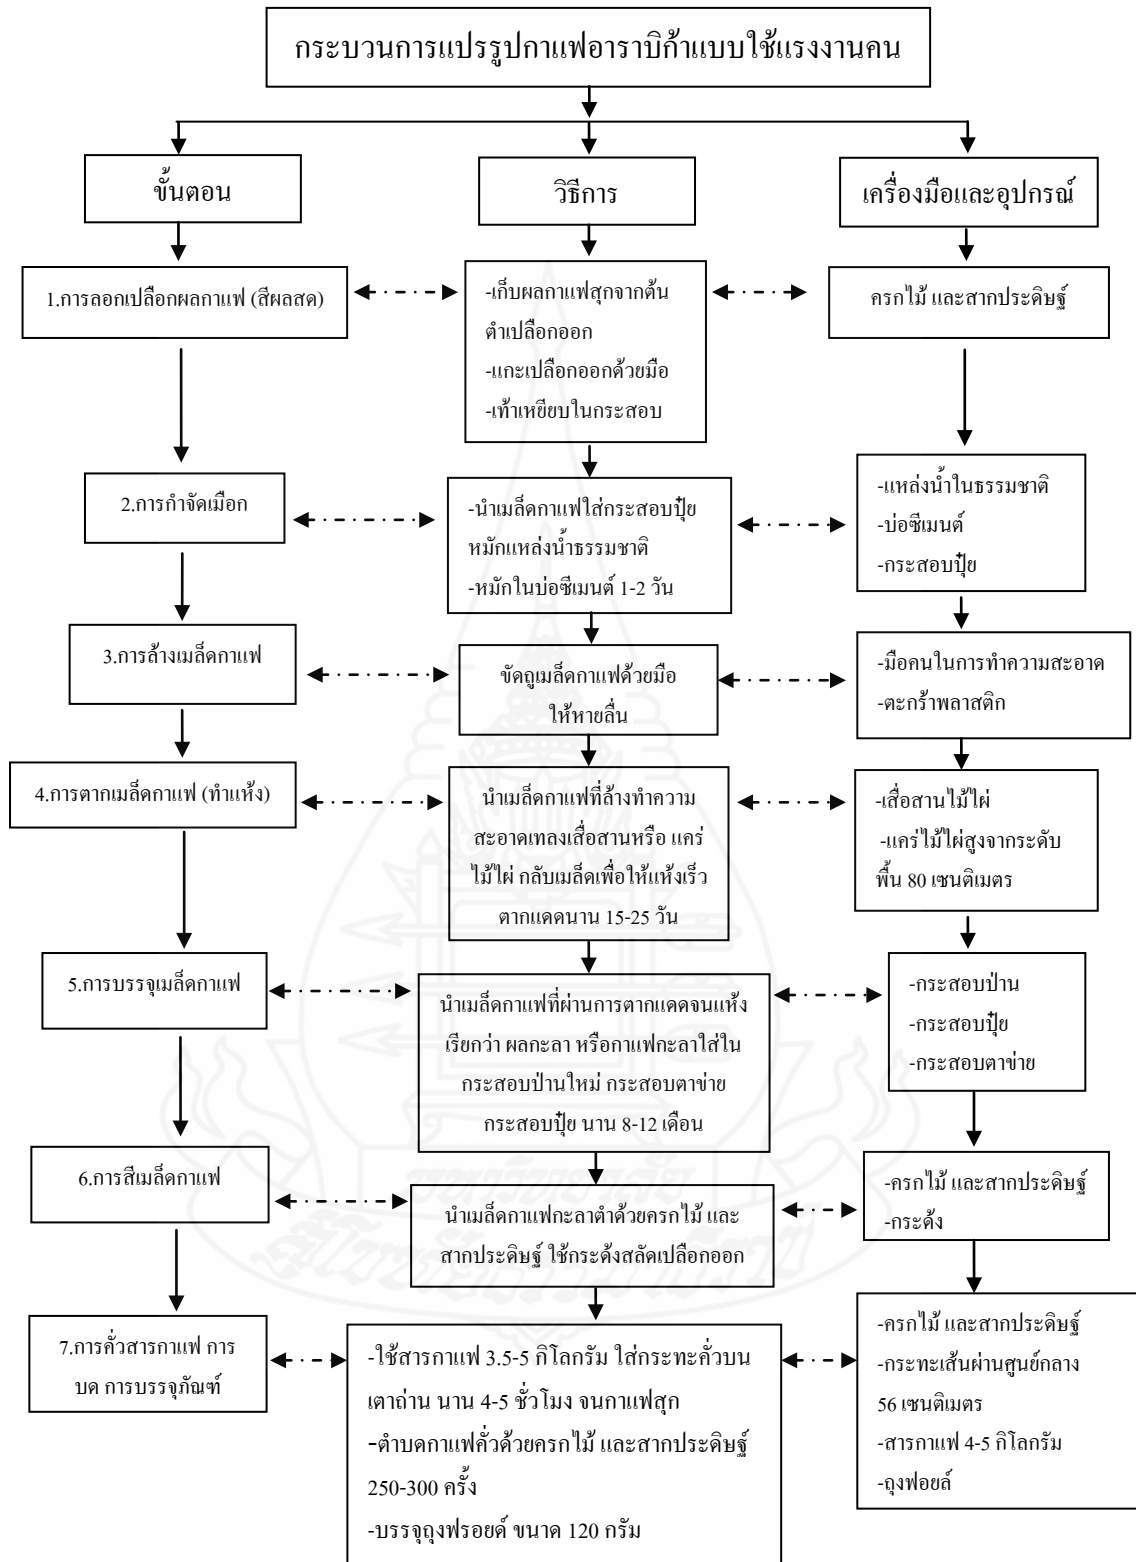 กระบวนการแปรรูปกาแฟอาราบิก้าแบบใช้แรงงานคน
ขั้นตอน
วิธีการ
เครื่องมือและอุปกรณ์
1.การลอกเปลือกผลกาแฟ (สีผลสด)
-เก็บผลกาแฟสุกจากต้น
ตำเปลือกออก
-แกะเปลือกออกด้วยมือ
-เท้าเหยียบในกระสอบ
ครกไม้ และสากประดิษฐ์
2.การกำจัดเมือก
-นำเมล็ดกาแฟใส่กระสอบปุ๋ย
หมักแหล่งน้ำธรรมชาติ
-หมักในบ่อซีเมนต์ 1-2 วัน
-แหล่งน้ำในธรรมชาติ
-บ่อซีเมนต์
-กระสอบปุ๋ย
3.การล้างเมล็ดกาแฟ
ขัดถูเมล็ดกาแฟด้วยมือ
ให้หายลื่น
-มือคนในการทำความสะอาด
-ตะกร้าพลาสติก
4.การตากเมล็ดกาแฟ (ทำแห้ง)
นำเมล็ดกาแฟที่ล้างทำความ
สะอาดเทลงเสื่อสานหรือ แคร่
ไม้ไผ่ กลับเมล็ดเพื่อให้แห้งเร็ว
ตากแดดนาน 15-25 วัน
-เสื่อสานไม้ไผ่
-แคร่ไม้ไผ่สูงจากระดับ
พื้น 80 เซนติเมตร
5.การบรรจุเมล็ดกาแฟ
นำเมล็ดกาแฟที่ผ่านการตากแดดจนแห้ง
เรียกว่า ผลกะลา หรือกาแฟกะลาใส่ใน
กระสอบป่านใหม่ กระสอบตาข่าย
กระสอบปุ๋ย นาน 8-12 เดือน
-กระสอบป่าน
-กระสอบปุ๋ย
-กระสอบตาข่าย
6.การสีเมล็ดกาแฟ
นำเมล็ดกาแฟกะลาตำด้วยครกไม้ และ
สากประดิษฐ์ ใช้กระด้งสลัดเปลือกออก
-ครกไม้ และสากประดิษฐ์
-กระด้ง
7.การคั่วสารกาแฟ การ
บด การบรรจุภัณฑ์
-ใช้สารกาแฟ 3.5-5 กิโลกรัม ใส่กระทะคั่วบน
เตาถ่าน นาน 4-5 ชั่วโมง จนกาแฟสุก
-ตำบดกาแฟคั่วด้วยครกไม้ และสากประดิษฐ์
250-300 ครั้ง
-บรรจุถุงฟรอยด์ ขนาด 120 กรัม
-ครกไม้ และสากประดิษฐ์
-กระทะเส้นผ่านศูนย์กลาง
56 เซนติเมตร
-สารกาแฟ 4-5 กิโลกรัม
-ถุงฟอยล์
มหาวิทยาลัย
สุโขทัยธรรมาธิราช